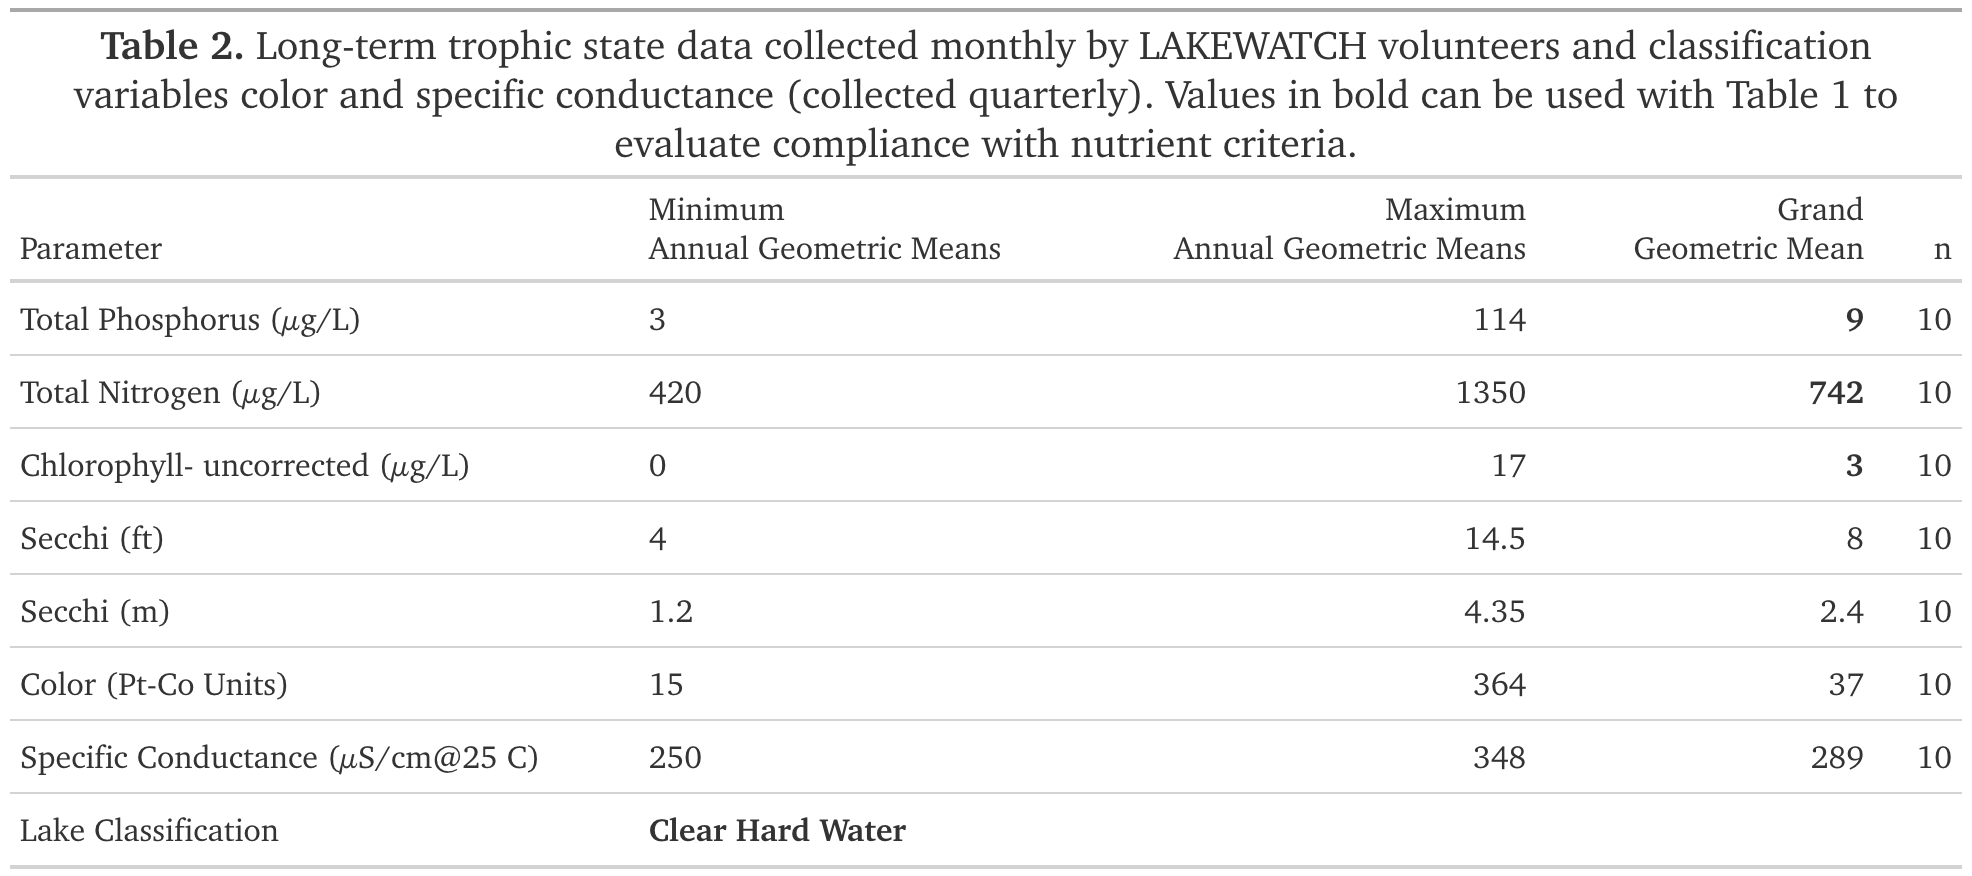 Table 2. Long-term trophic state data collected monthly by LAKEWATCH volunteers and classification
variables color and specific conductance (collected quarterly). Values in bold can be used with Table 1 to
evaluate compliance with nutrient criteria.
Parameter Minimum Annual Geometric Means Maximum Annual Geometric Means Grand Geometric Mean n
Total Phosphorus (μg/L) 3 114 9 10
Total Nitrogen (μg/L) 420 1350 742 10
Chlorophyll- uncorrected (μg/L) 0 17 3 10
Secchi (ft) 4 14.5 8 10
Secchi (m) 1.2 4.35 2.4 10
Color (Pt-Co Units) 15 364 37 10
Specific Conductance (μS/cm@25 C) 250 348 289 10
Lake Classification Clear Hard Water